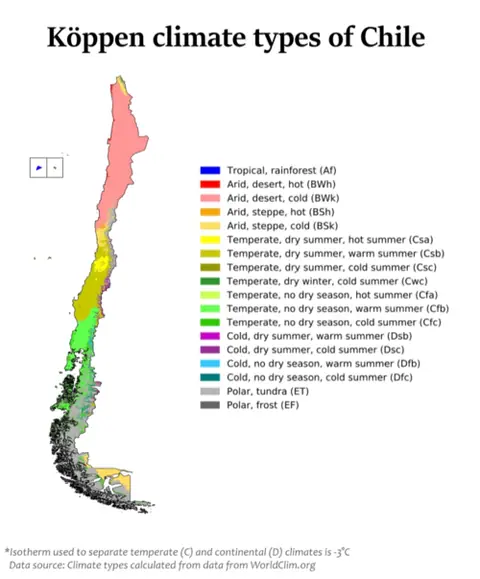 Köppen climate types of Chile
Tropical, rainforest (Af)
Arid, desert, hot (BWh)
Arid, desert, cold (BWk)
Arid, steppe, hot (BSh)
Arid, steppe, cold (BSk)
Temperate, dry summer, hot summer (Csa)
Temperate, dry summer, warm summer (Csb)
Temperate, dry summer, cold summer (Csc)
Temperate, dry winter, cold summer (Cwc)
Temperate, no dry season, hot summer (Cfa)
Temperate, no dry season, warm summer (Cfb)
Temperate, no dry season, cold summer (Cfc)
Cold, dry summer, warm summer (Dsb)
Cold, dry summer, cold summer (Dsc)
Cold, no dry season, warm summer (Dfb)
Cold, no dry season, cold summer (Dfc)
Polar, tundra (ET)
Polar, frost (EF)
*Isotherm used to separate temperate (C) and continental (D) climates is -3°C
Data source: Climate types calculated from data from WorldClim.org